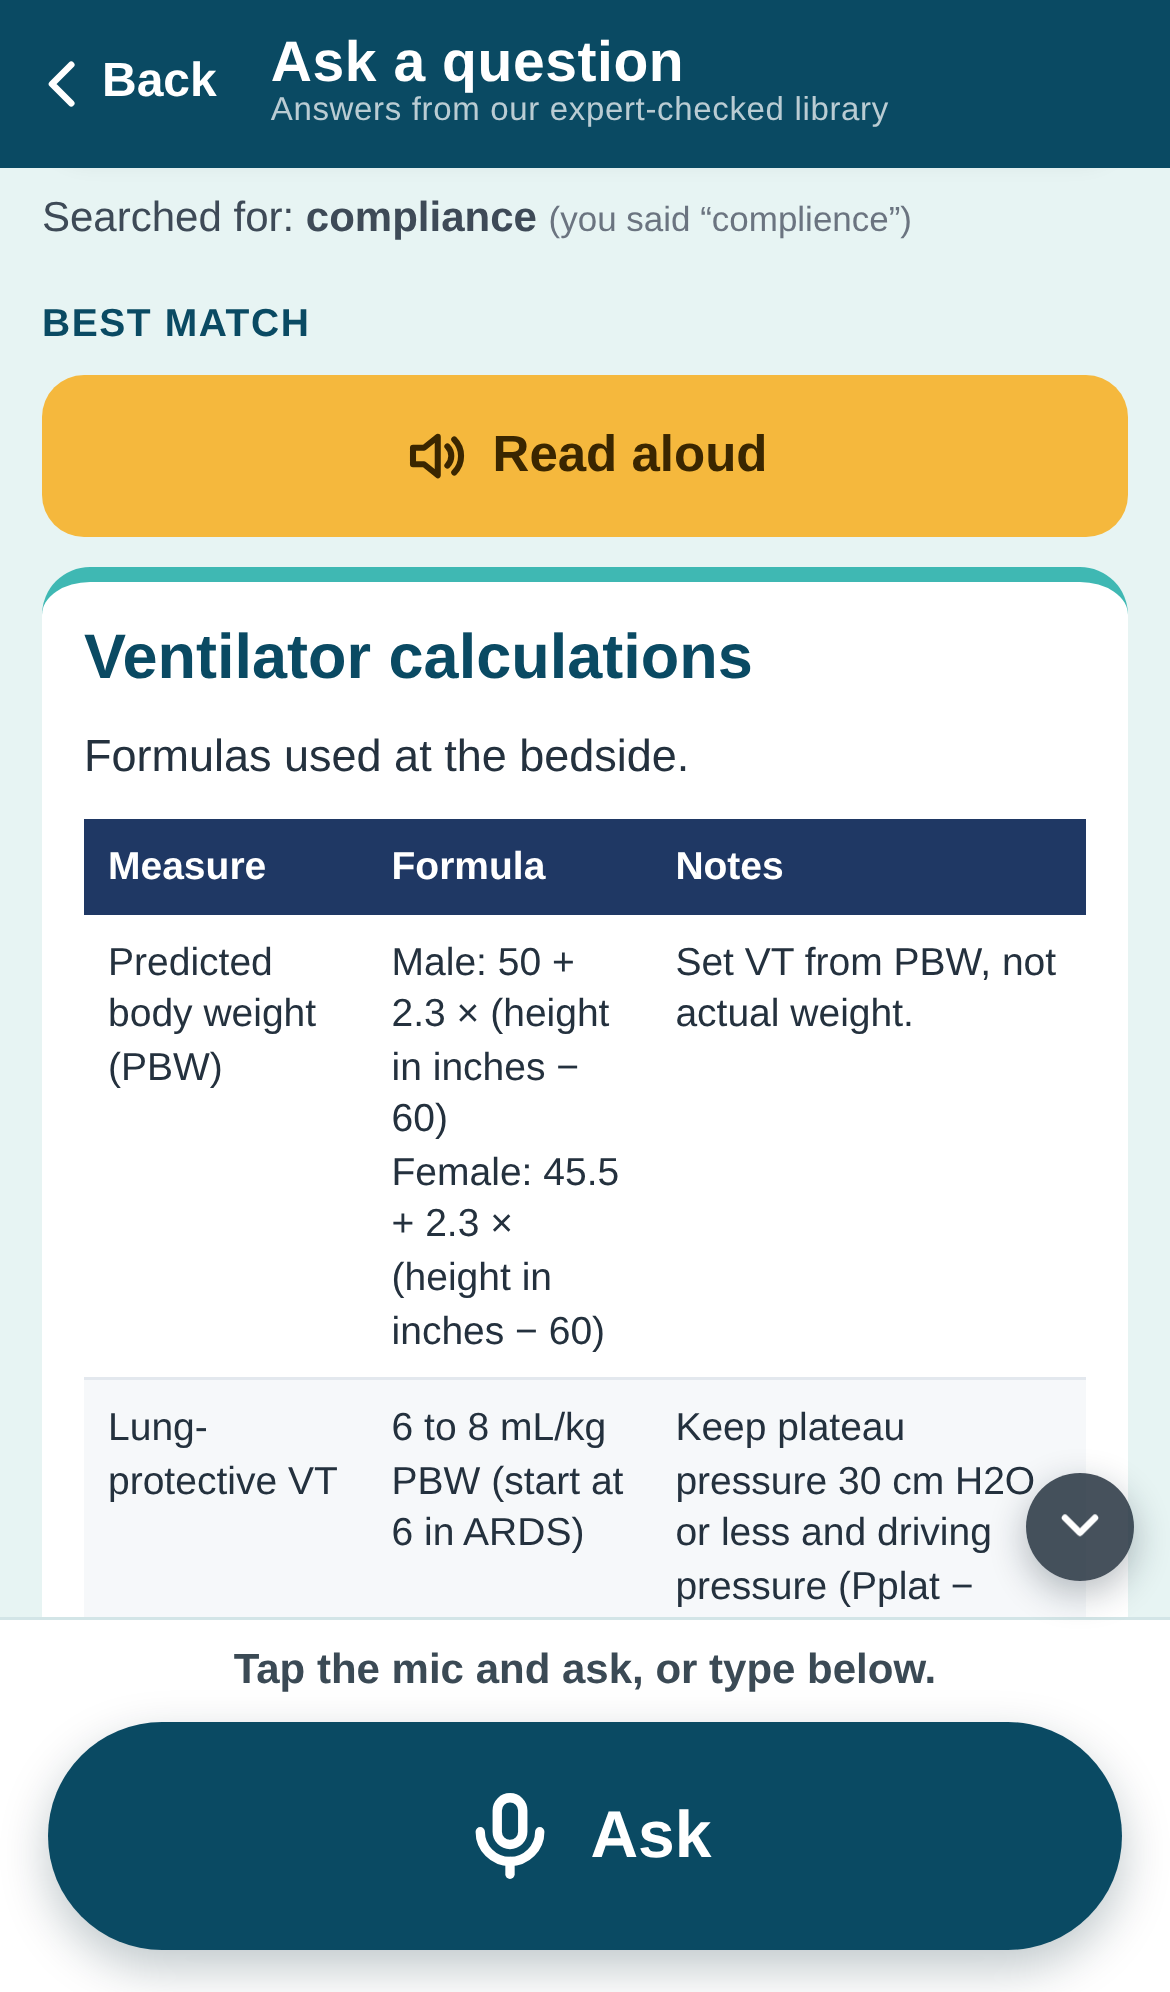 Back
Ask a question
Answers from our expert-checked library
Searched for: compliance (you said “complience”)
BEST MATCH
Read aloud
Ventilator calculations
Formulas used at the bedside.
Measure
Formula
Notes
Predicted
body weight
(PBW)
Male: 50 +
2.3 × (height
in inches −
60)
Female: 45.5
+ 2.3 ×
(height in
inches − 60)
Set VT from PBW, not
actual weight.
Lung-
protective VT
6 to 8 mL/kg
PBW (start at
6 in ARDS)
Keep plateau
pressure 30 cm H2O
or less and driving
pressure (Pplat −
Tap the mic and ask, or type below.
Ask